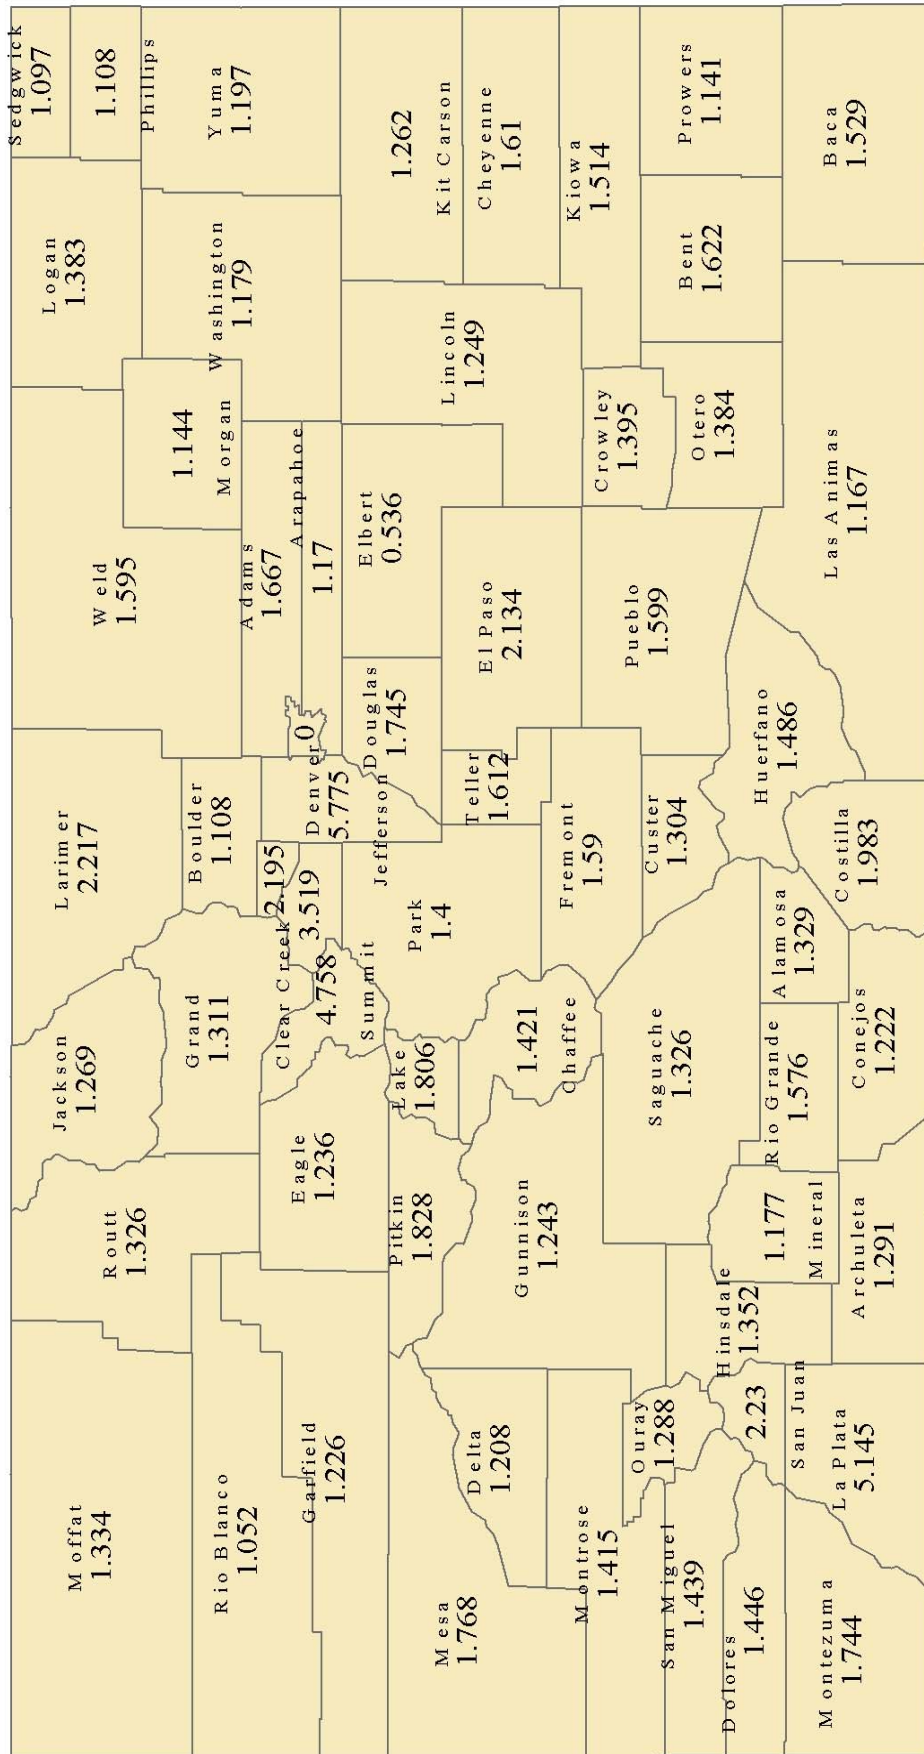 Moffat
1.334
Routt
1.326
Jackson
1.269
Larimer
2.217
Weld
1.595
Logan
1.383
Sedgwick
1.097
1.108
Phillips
Rio Blanco
1.052
Grand
1.311
Boulder
1.108
1.144
Morgan
Washington
1.179
Yuma
1.197
Garfield
1.226
Eagle
1.236
Clear Creek
2.195
3.519
4.758
Summit
Denver
0
5.775
Jefferson
Adams
1.667
Arapahoe
1.17
Mesa
1.768
Pitkin
1.828
Lake
1.806
Park
1.4
Douglas
1.745
Elbert
0.536
Lincoln
1.249
1.262
Kit Carson
Delta
1.208
Gunnison
1.243
1.421
Chaffee
Teller
1.612
El Paso
2.134
Cheyenne
1.61
Montrose
1.415
Ouray
1.288
Saguache
1.326
Fremont
1.59
Custer
1.304
Pueblo
1.599
Crowley
1.395
Kiowa
1.514
San Miguel
1.439
Dolores
1.446
2.23
San Juan
Hinsdale
1.352
1.177
Mineral
Rio Grande
1.576
Alamosa
1.329
Huerfano
1.486
Otero
1.384
Bent
1.622
Prowers
1.141
Montezuma
1.744
La Plata
5.145
Archuleta
1.291
Conejos
1.222
Costilla
1.983
Las Animas
1.167
Baca
1.529